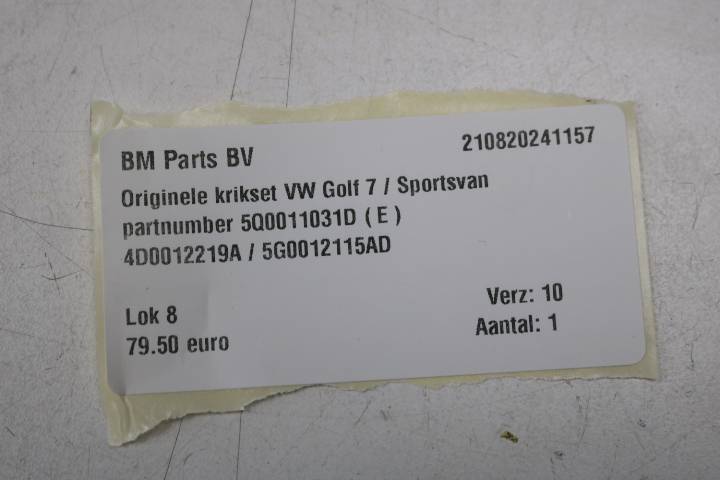 BM Parts BV 210820241157
Originele krikset VW Golf 7 / Sportsvan
partnumber 5Q0011031D ( E )
4D0012219A / 5G0012115AD
Lok 8 Verz: 10
79.50 euro Aantal: 1